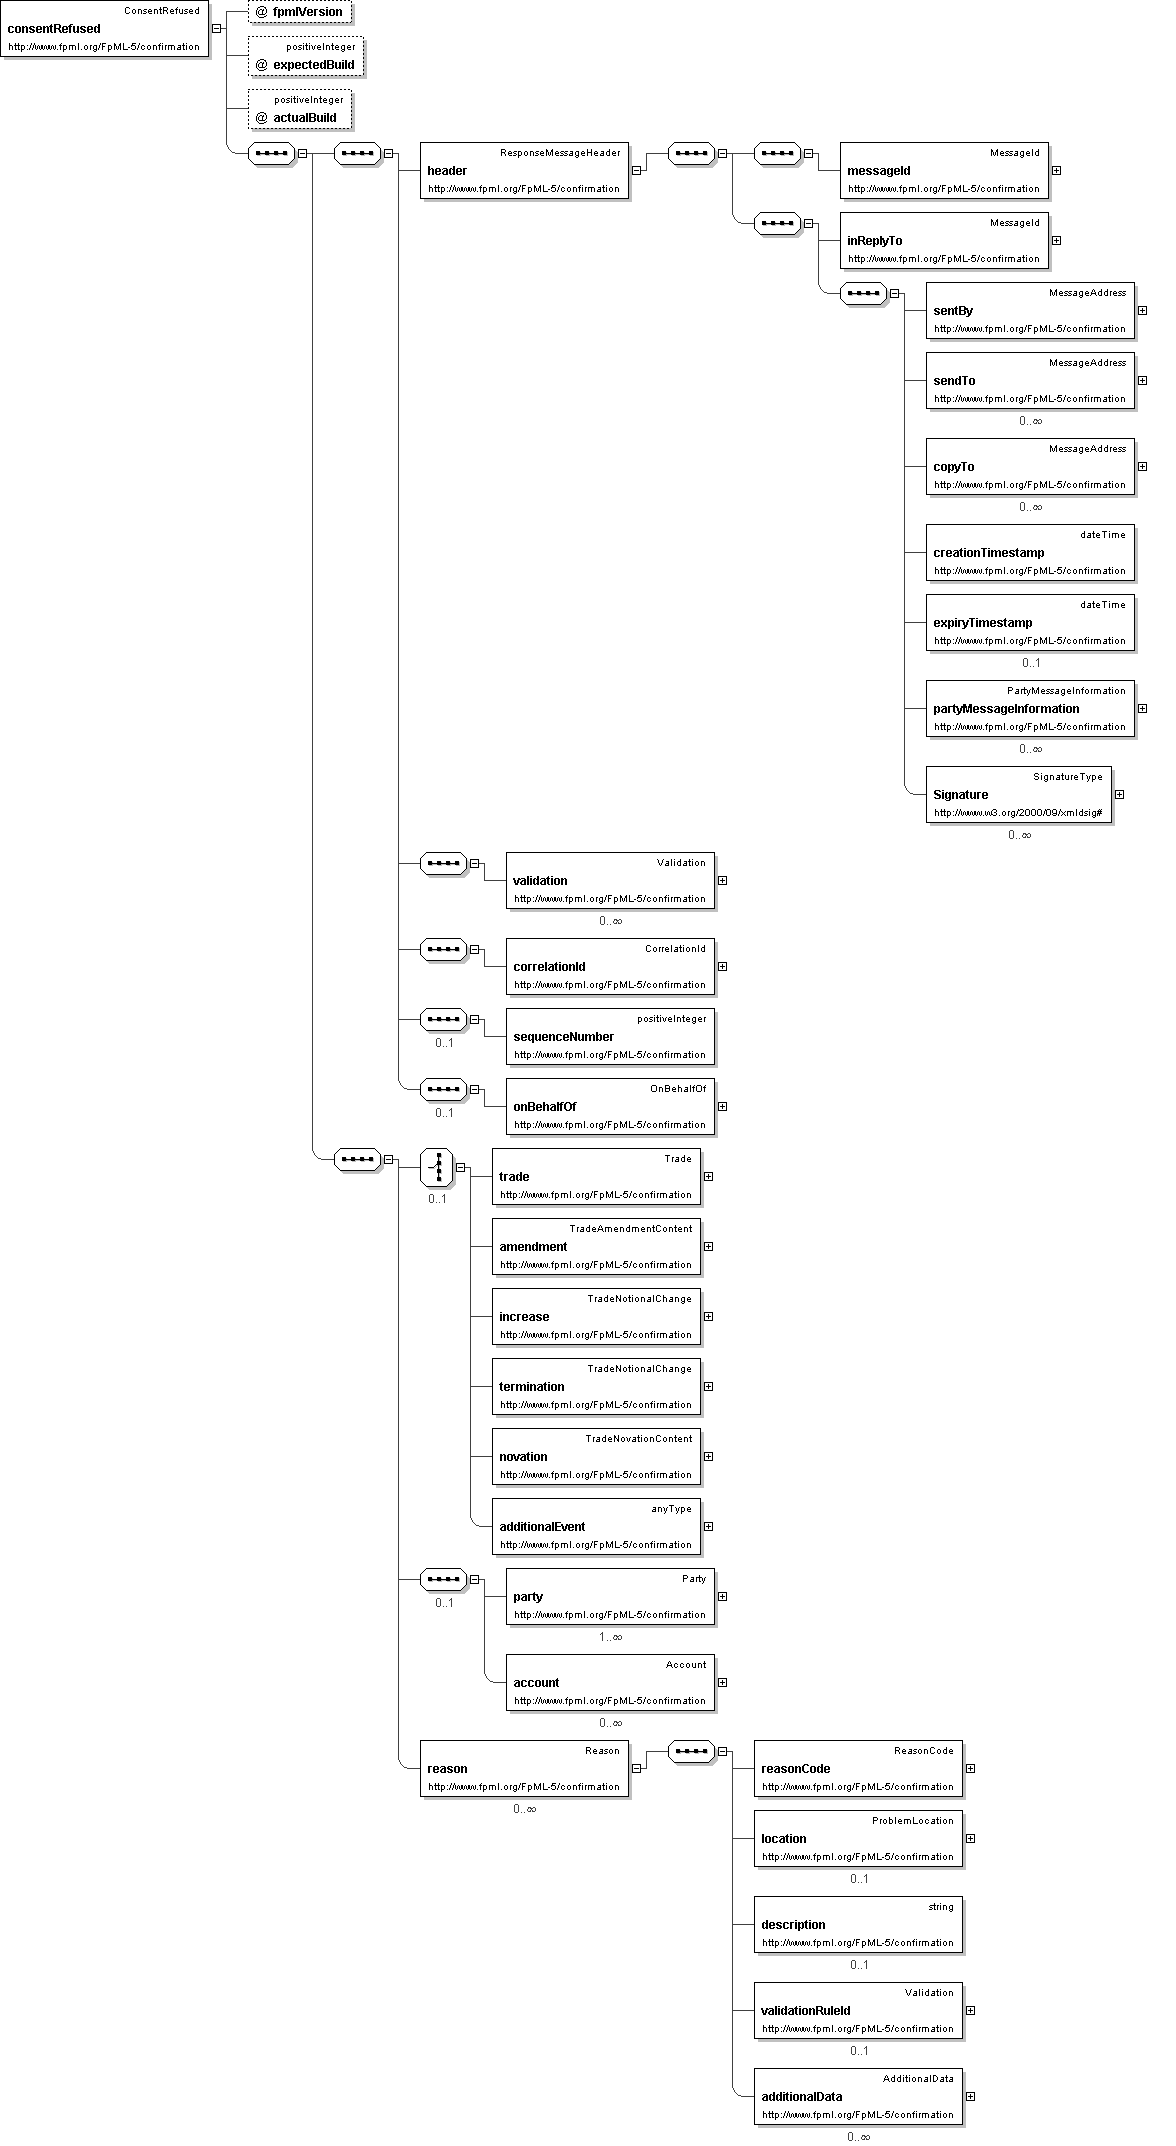 ConsentRefused
consentRefused
http://www.fpml.org/FpML-5/confirmation
@ fpmlVersion
positiveInteger
@ expectedBuild
positiveInteger
@ actualBuild
ResponseMessageHeader
header
http://www.fpml.org/FpML-5/confirmation
MessageId
messageId
http://www.fpml.org/FpML-5/confirmation
MessageId
inReplyTo
http://www.fpml.org/FpML-5/confirmation
MessageAddress
sentBy
http://www.fpml.org/FpML-5/confirmation
MessageAddress
sendTo
http://www.fpml.org/FpML-5/confirmation
0..∞
MessageAddress
copyTo
http://www.fpml.org/FpML-5/confirmation
0..∞
dateTime
creationTimestamp
http://www.fpml.org/FpML-5/confirmation
dateTime
expiryTimestamp
http://www.fpml.org/FpML-5/confirmation
0..1
PartyMessageInformation
partyMessageInformation
http://www.fpml.org/FpML-5/confirmation
0..∞
SignatureType
Signature
http://www.w3.org/2000/09/xmldsig#
0..∞
Validation
validation
http://www.fpml.org/FpML-5/confirmation
0..∞
CorrelationId
correlationId
http://www.fpml.org/FpML-5/confirmation
positiveInteger
sequenceNumber
http://www.fpml.org/FpML-5/confirmation
0..1
OnBehalfOf
onBehalfOf
http://www.fpml.org/FpML-5/confirmation
0..1
Trade
trade
http://www.fpml.org/FpML-5/confirmation
0..1
TradeAmendmentContent
amendment
http://www.fpml.org/FpML-5/confirmation
TradeNotionalChange
increase
http://www.fpml.org/FpML-5/confirmation
TradeNotionalChange
termination
http://www.fpml.org/FpML-5/confirmation
TradeNovationContent
novation
http://www.fpml.org/FpML-5/confirmation
anyType
additionalEvent
http://www.fpml.org/FpML-5/confirmation
Party
party
http://www.fpml.org/FpML-5/confirmation
0..1
1..∞
Account
account
http://www.fpml.org/FpML-5/confirmation
0..∞
Reason
reason
http://www.fpml.org/FpML-5/confirmation
0..∞
ReasonCode
reasonCode
http://www.fpml.org/FpML-5/confirmation
ProblemLocation
location
http://www.fpml.org/FpML-5/confirmation
0..1
string
description
http://www.fpml.org/FpML-5/confirmation
0..1
Validation
validationRuleId
http://www.fpml.org/FpML-5/confirmation
0..1
AdditionalData
additionalData
http://www.fpml.org/FpML-5/confirmation
0..∞